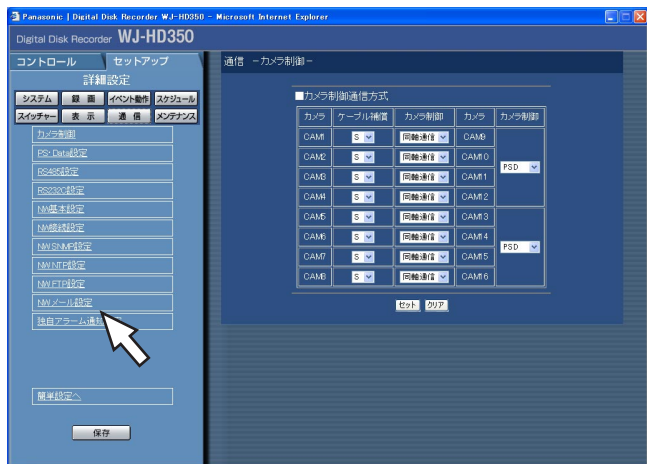 Panasonic | Digital Disk Recorder WJ-HD350 - Microsoft Internet Explorer
Digital Disk Recorder WJ-HD350
コントロール セットアップ
詳細設定
システム 録 画 イベント動作 スケジュール
スイッチャー 表 示 通 信 メンテナンス
カメラ制御
PS･Data設定
RS485設定
RS232C設定
NW基本設定
NW接続設定
NW SNMP設定
NW NTP設定
NW FTP設定
NWメール設定
独自アラーム通
簡単設定へ
保存
通信 －カメラ制御－
■カメラ制御通信方式
カメラ ケーブル補償 カメラ制御 カメラ カメラ制御
CAM1 S 同軸通信 CAM9
CAM2 S 同軸通信 CAM10
PSD
CAM3 S 同軸通信 CAM11
CAM4 S 同軸通信 CAM12
CAM5 S 同軸通信 CAM13
CAM6 S 同軸通信 CAM14
PSD
CAM7 S 同軸通信 CAM15
CAM8 S 同軸通信 CAM16
セット クリア